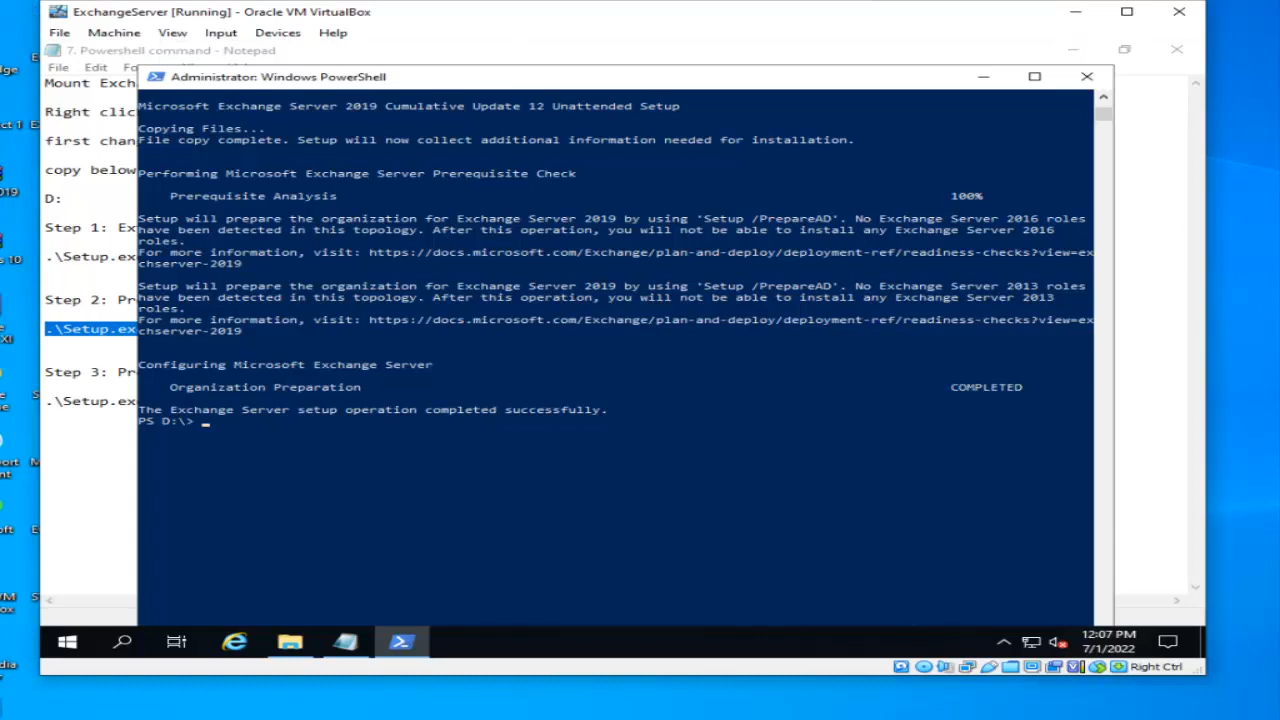 ExchangeServer [Running] - Oracle VM VirtualBox
File Machine View Input Devices Help
7. Powershell command - Notepad
File Edit Fo
Mount Exch
Right clic
first chan
copy below
D:
Step 1: Ex
.\Setup.ex
Step 2: Pr
.\Setup.ex
Step 3: Pr
.\Setup.ex
Administrator: Windows PowerShell
Microsoft Exchange Server 2019 Cumulative Update 12 Unattended Setup
Copying Files...
File copy complete. Setup will now collect additional information needed for installation.
Performing Microsoft Exchange Server Prerequisite Check
Prerequisite Analysis 100%
Setup will prepare the organization for Exchange Server 2019 by using 'Setup /PrepareAD'. No Exchange Server 2016 roles
have been detected in this topology. After this operation, you will not be able to install any Exchange Server 2016
roles.
For more information, visit: https://docs.microsoft.com/Exchange/plan-and-deploy/deployment-ref/readiness-checks?view=ex
chserver-2019
Setup will prepare the organization for Exchange Server 2019 by using 'Setup /PrepareAD'. No Exchange Server 2013 roles
have been detected in this topology. After this operation, you will not be able to install any Exchange Server 2013
roles.
For more information, visit: https://docs.microsoft.com/Exchange/plan-and-deploy/deployment-ref/readiness-checks?view=ex
chserver-2019
Configuring Microsoft Exchange Server
Organization Preparation COMPLETED
The Exchange Server setup operation completed successfully.
PS D:\> _
12:07 PM
7/1/2022
Right Ctrl